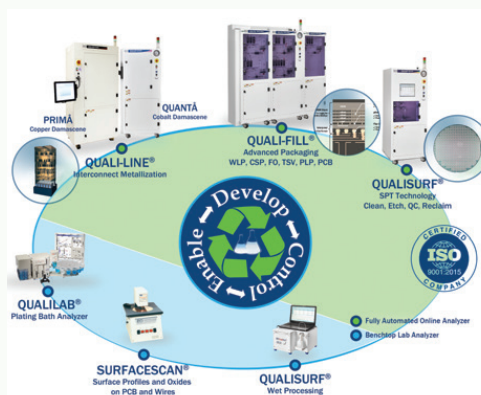 PRIMÀ
Copper Damascene
QUANTÀ
Cobalt Damascene
QUALI-LINE®
Interconnect Metallization
QUALI-FILL®
Advanced Packaging
WLP, CSP, FO, TSV, PLP, PCB
QUALISURF®
SPT Technology
Clean, Etch, QC, Reclaim
Develop
Control
Enable
CERTIFIED
ISO
9001:2015
COMPANY
QUALILAB®
Plating Bath Analyzer
SURFACESCAN®
Surface Profiles and Oxides
on PCB and Wires
QUALISURF®
Wet Processing
Fully Automated Online Analyzer
Benchtop Lab Analyzer